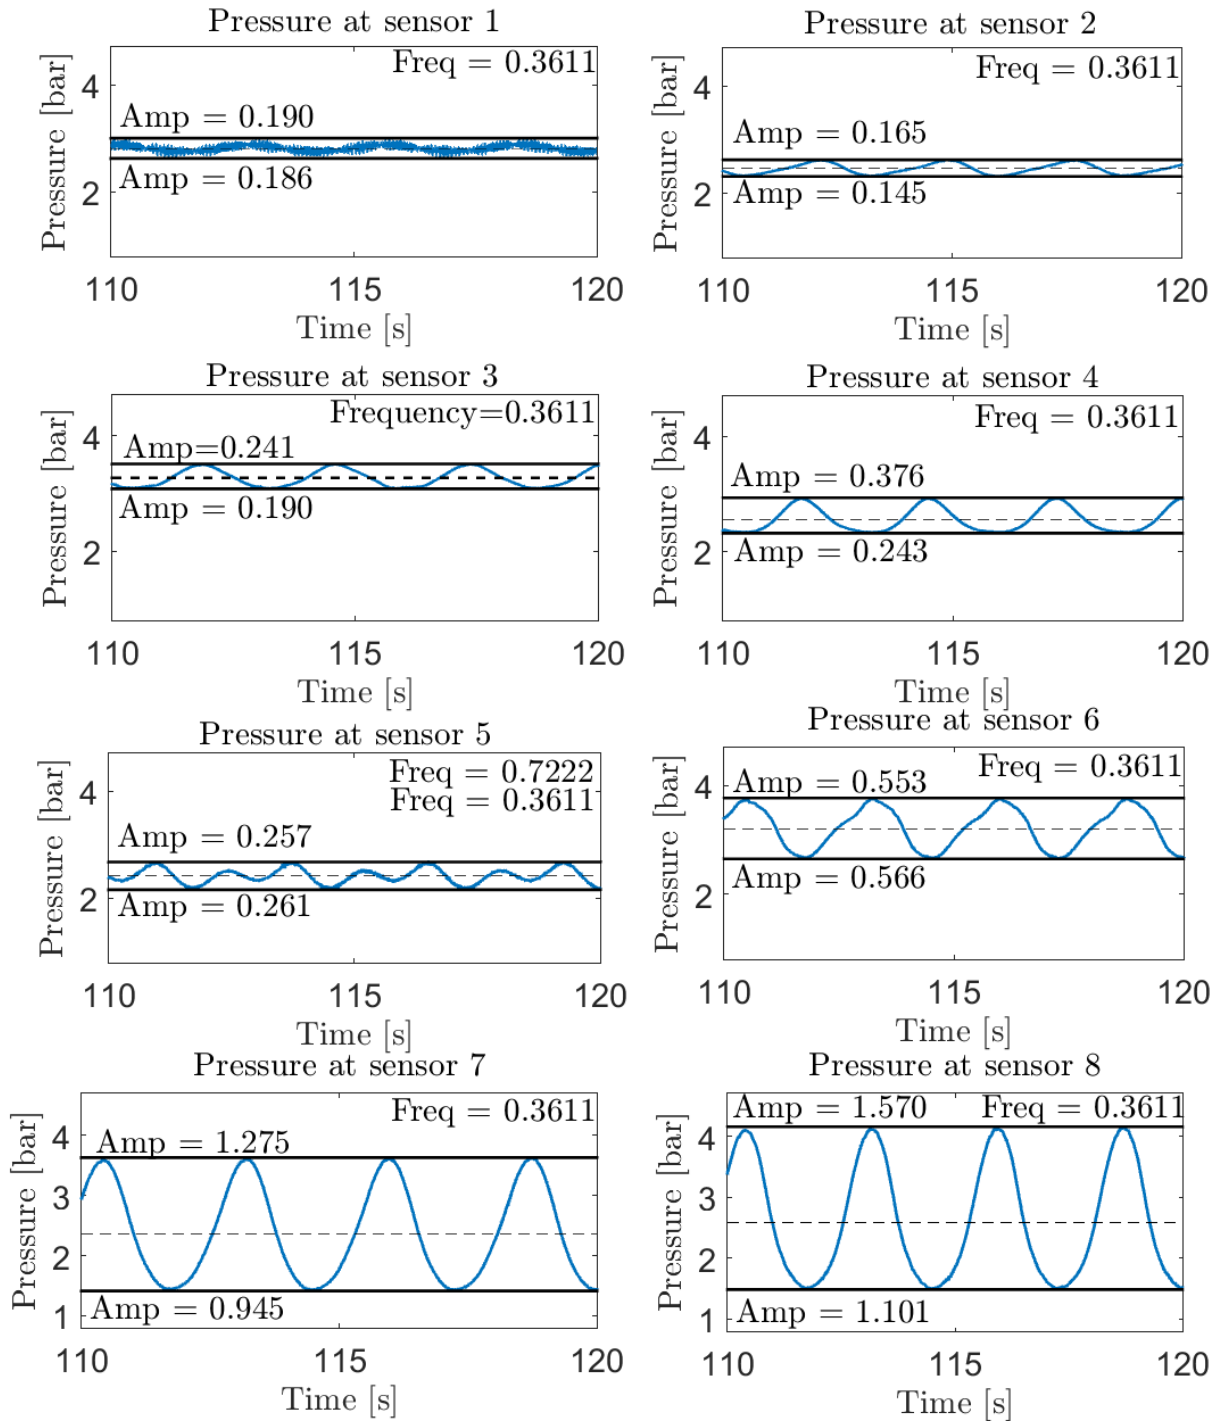 Pressure at sensor 1
Pressure [bar]
4
2
Freq = 0.3611
Amp = 0.190
Amp = 0.186
110
115
120
Time [s]
Pressure at sensor 2
Pressure [bar]
4
2
Freq = 0.3611
Amp = 0.165
Amp = 0.145
110
115
120
Time [s]
Pressure at sensor 3
Pressure [bar]
4
2
Frequency=0.3611
Amp=0.241
Amp = 0.190
110
115
120
Time [s]
Pressure at sensor 4
Pressure [bar]
4
2
Freq = 0.3611
Amp = 0.376
Amp = 0.243
110
115
120
Time [s]
Pressure at sensor 5
Pressure [bar]
4
2
Freq = 0.7222
Freq = 0.3611
Amp = 0.257
Amp = 0.261
110
115
120
Time [s]
Pressure at sensor 6
Pressure [bar]
4
2
Freq = 0.3611
Amp = 0.553
Amp = 0.566
110
115
120
Time [s]
Pressure at sensor 7
Pressure [bar]
4
3
2
1
Freq = 0.3611
Amp = 1.275
Amp = 0.945
110
115
120
Time [s]
Pressure at sensor 8
Pressure [bar]
4
3
2
1
Amp = 1.570
Freq = 0.3611
Amp = 1.101
110
115
120
Time [s]